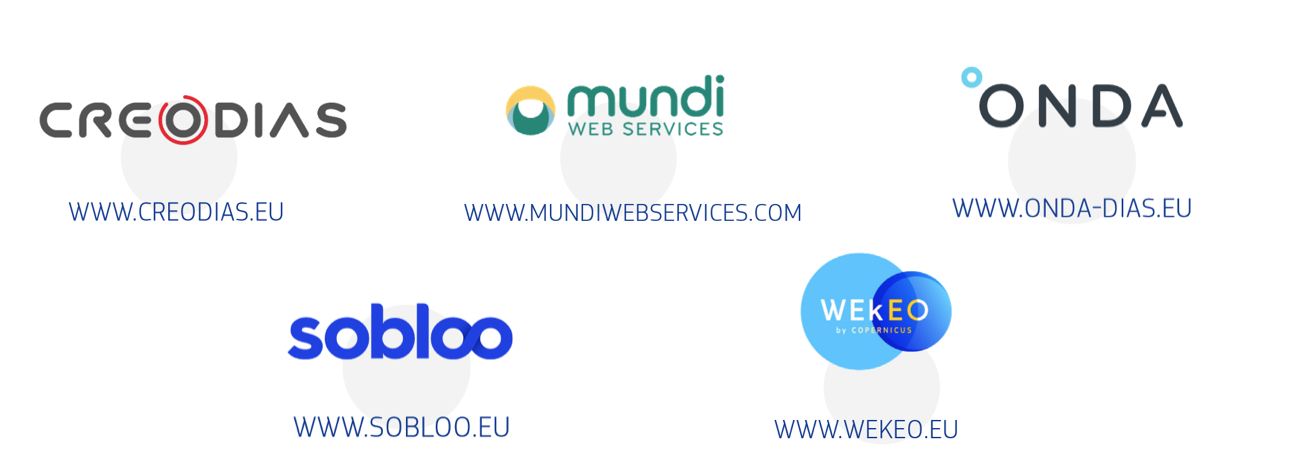 CREODIAS
WWW.CREODIAS.EU
mundi
WEB SERVICES
WWW.MUNDIWEBSERVICES.COM
ONDA
WWW.ONDA-DIAS.EU
sobloo
WWW.SOBLOO.EU
WEkEO
by COPERNICUS
WWW.WEKEO.EU